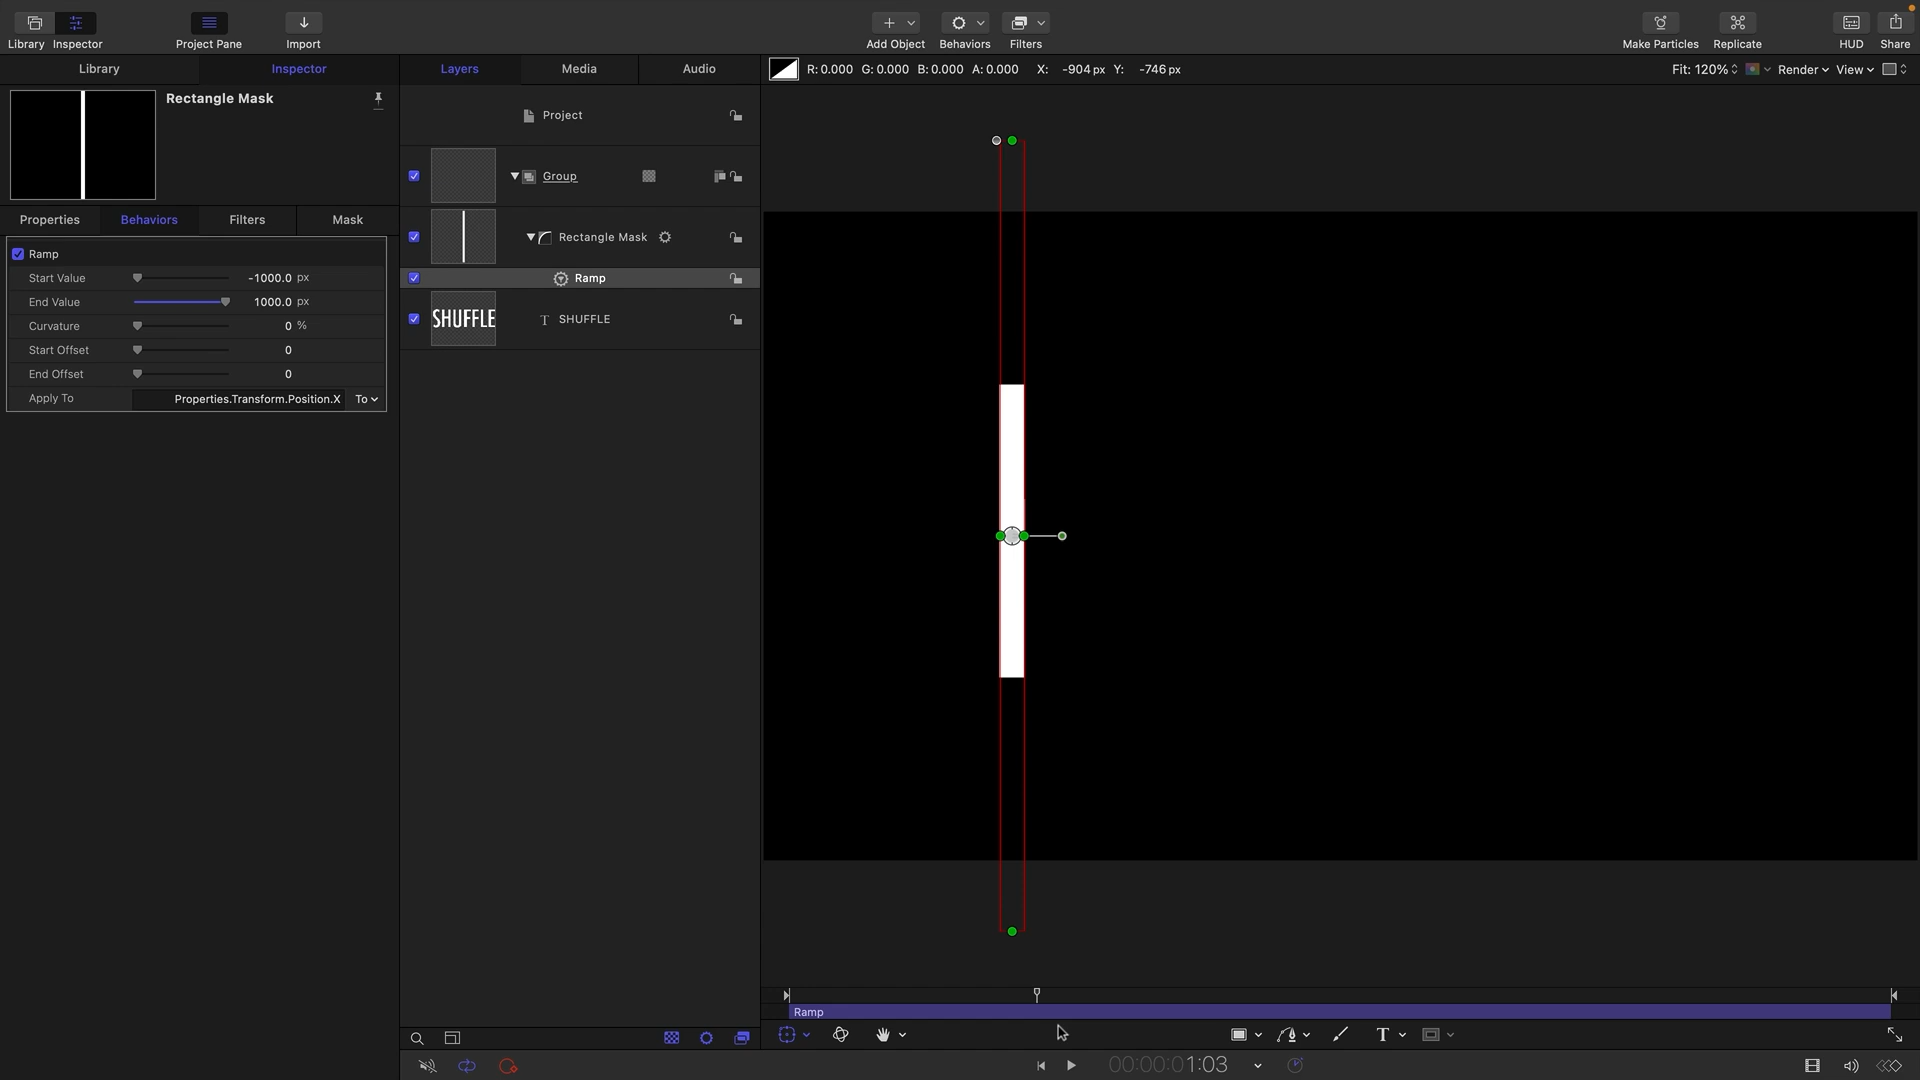 Library Inspector
Project Pane
Import
Add Object
Behaviors
Filters
Make Particles
Replicate
HUD
Share
Library
Inspector
Layers
Media
Audio
R: 0.000 G: 0.000 B: 0.000 A: 0.000 X: -904 px Y: -746 px
Fit: 120%
Render
View
Rectangle Mask
Project
Group
Properties
Behaviors
Filters
Mask
Rectangle Mask
Ramp
Start Value -1000.0 px
End Value 1000.0 px
Curvature 0 %
Start Offset 0
End Offset 0
Apply To Properties.Transform.Position.X To
Ramp
SHUFFLE
SHUFFLE
Ramp
T
00:00:01:03